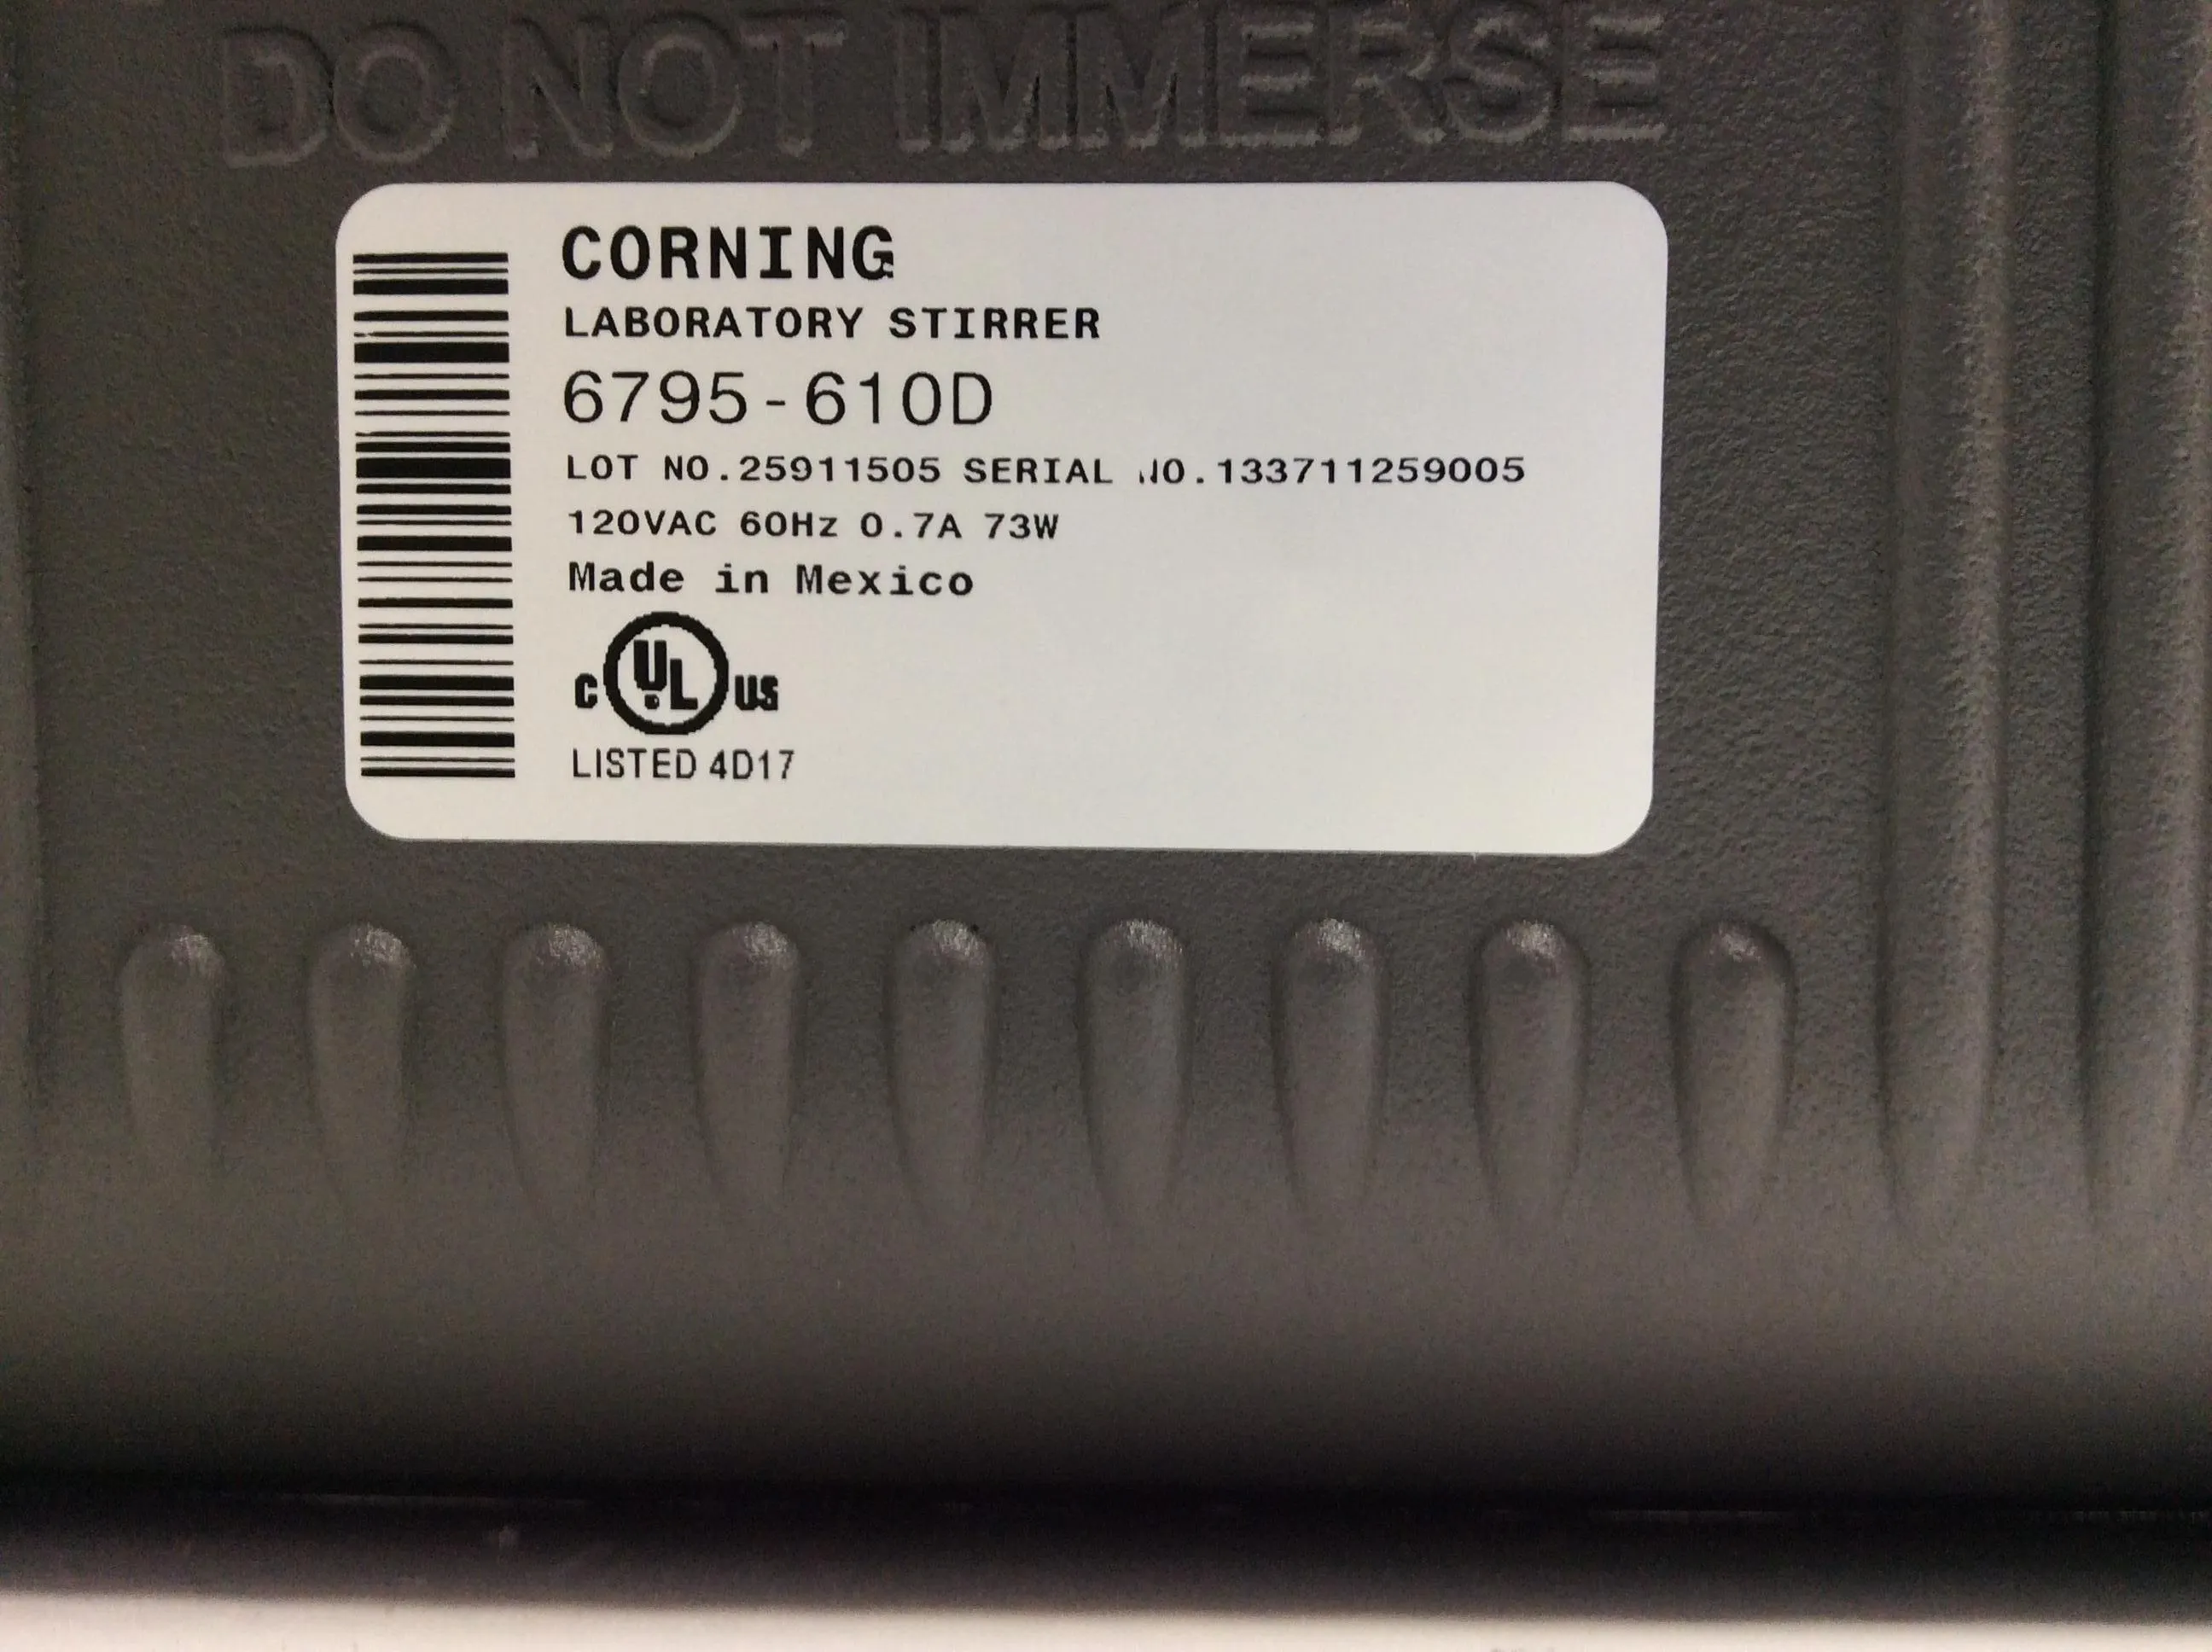 DO NOT IMMERSE
CORNING
LABORATORY STIRRER
6795-610D
LOT NO.25911505 SERIAL NO.133711259005
120VAC 60Hz 0.7A 73W
Made in Mexico
C UL US
LISTED 4D17